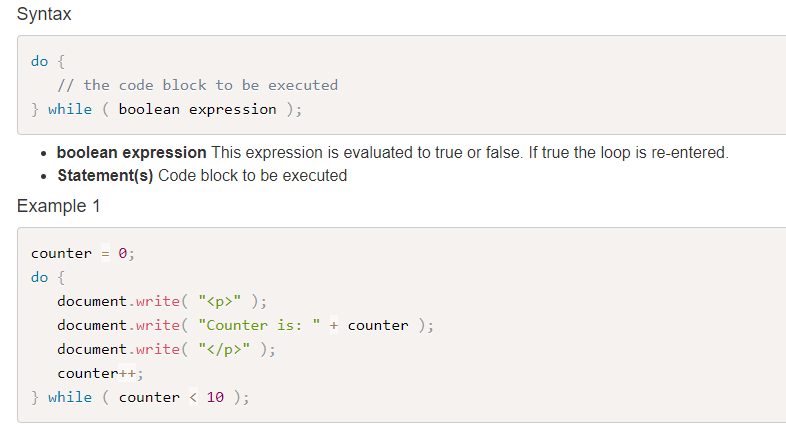 Syntax
do {
   // the code block to be executed
} while ( boolean expression );
• boolean expression This expression is evaluated to true or false. If true the loop is re-entered.
• Statement(s) Code block to be executed
Example 1
counter = 0;
do {
   document.write( "<p>" );
   document.write( "Counter is: " + counter );
   document.write( "</p>" );
   counter++;
} while ( counter < 10 );